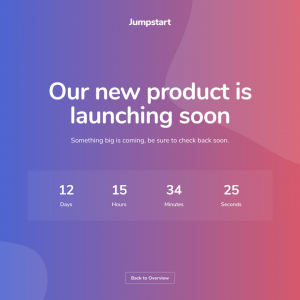 Jumpstart
Our new product is
launching soon
Something big is coming, be sure to check back soon.
12 15 34 25
Days Hours Minutes Seconds
Back to Overview